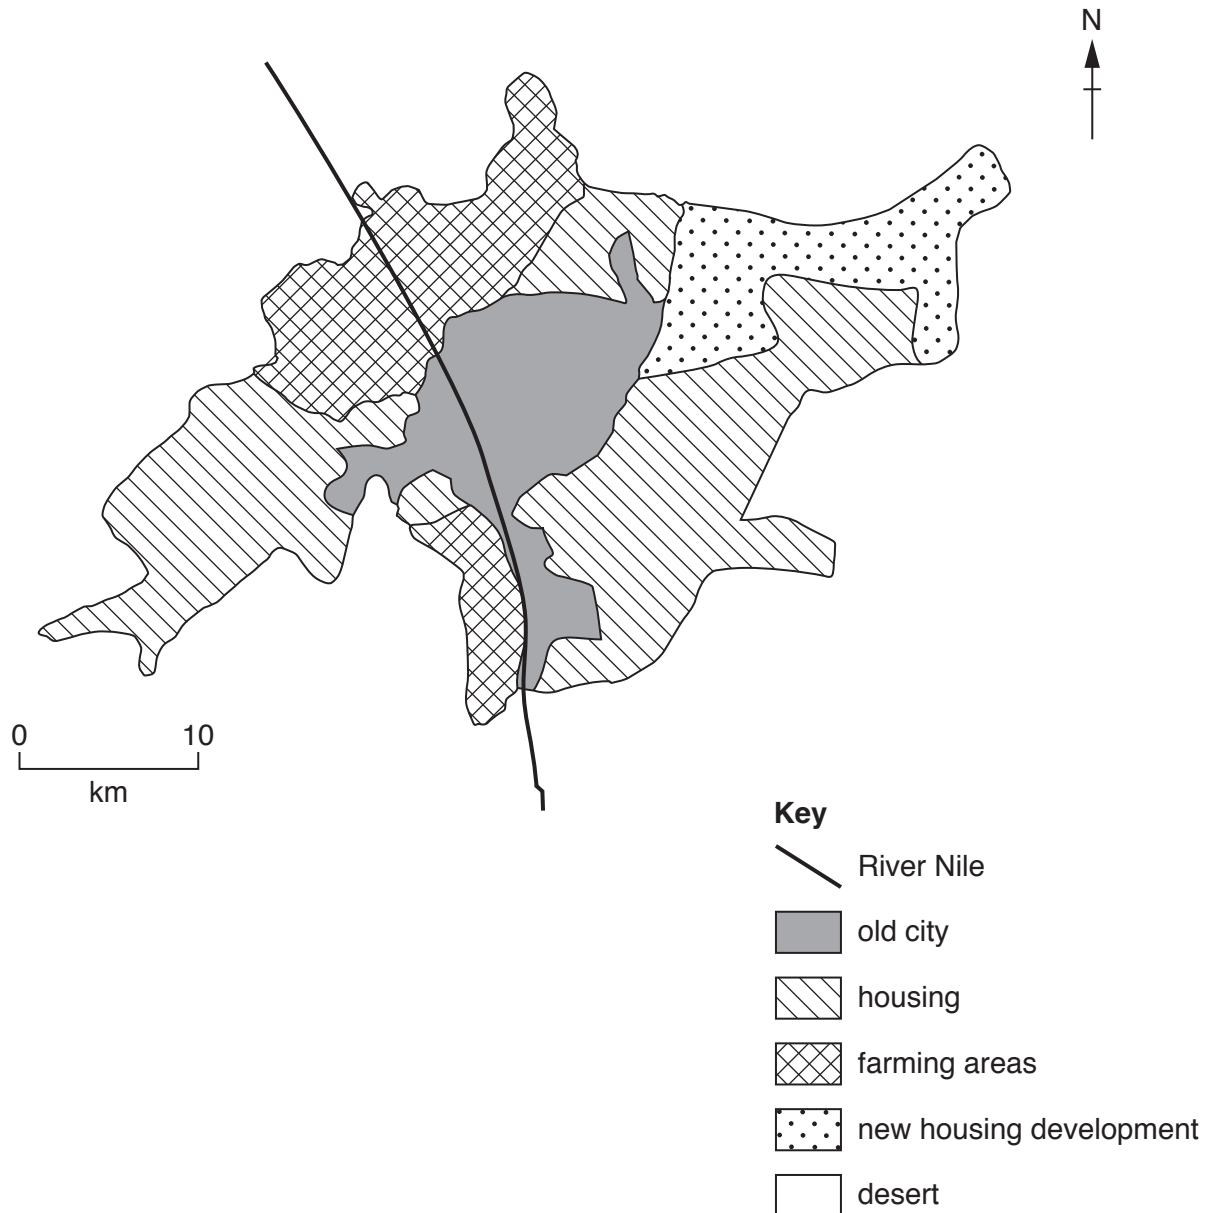 N
0 10
km
Key
River Nile
old city
housing
farming areas
new housing development
desert